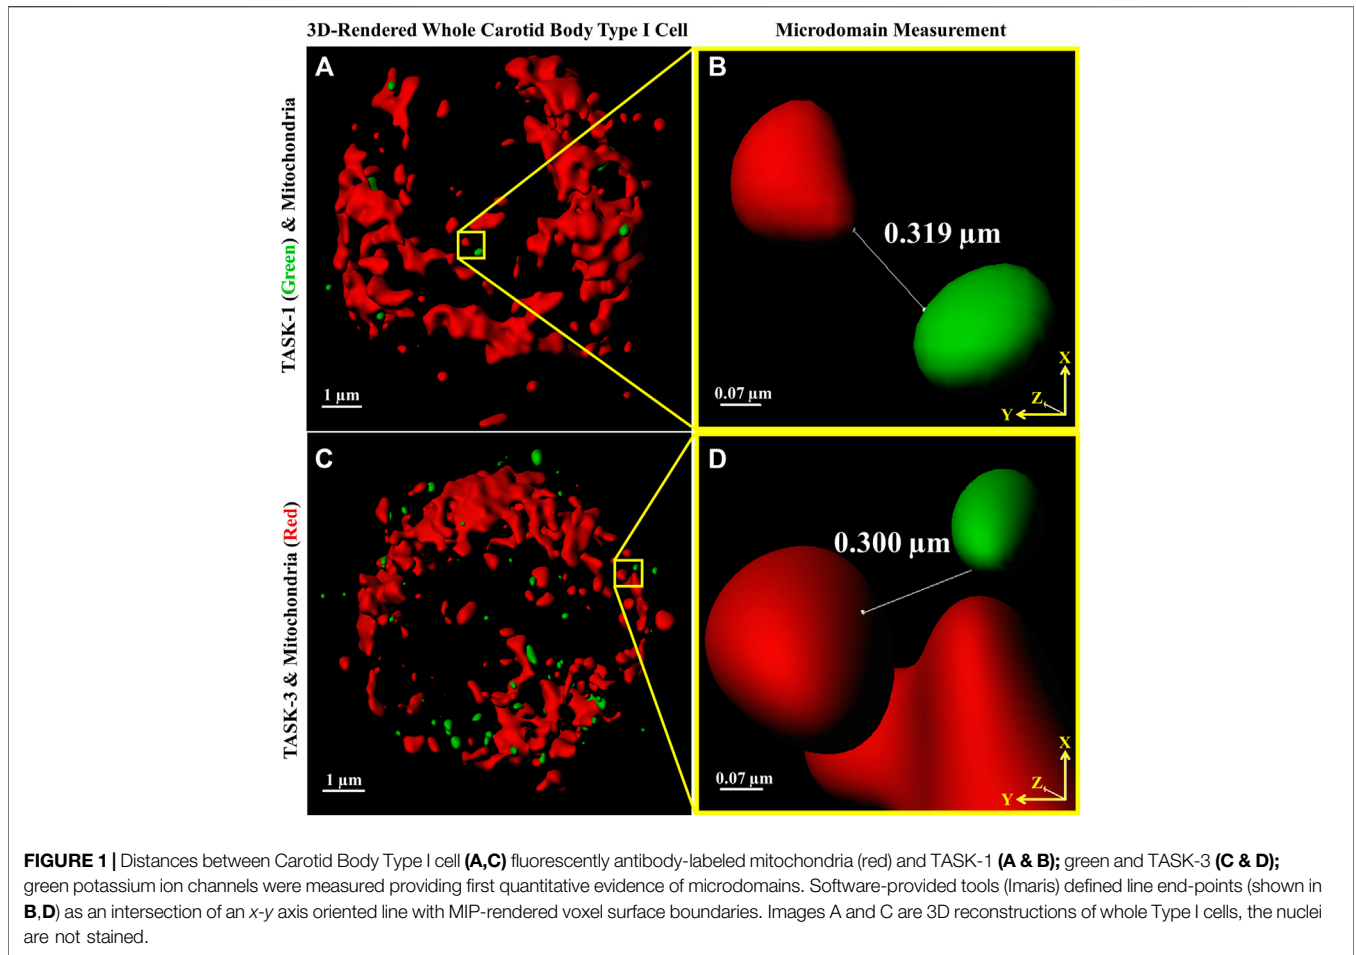 3D-Rendered Whole Carotid Body Type I Cell
Microdomain Measurement
TASK-1 (Green) & Mitochondria
A
1 µm
B
0.319 µm
0.07 µm
X
Z
Y
TASK-3 & Mitochondria (Red)
C
1 µm
D
0.300 µm
0.07 µm
X
Z
Y
FIGURE 1 | Distances between Carotid Body Type I cell (A,C) fluorescently antibody-labeled mitochondria (red) and TASK-1 (A & B); green and TASK-3 (C & D);
green potassium ion channels were measured providing first quantitative evidence of microdomains. Software-provided tools (Imaris) defined line end-points (shown in
B,D) as an intersection of an x-y axis oriented line with MIP-rendered voxel surface boundaries. Images A and C are 3D reconstructions of whole Type I cells, the nuclei
are not stained.